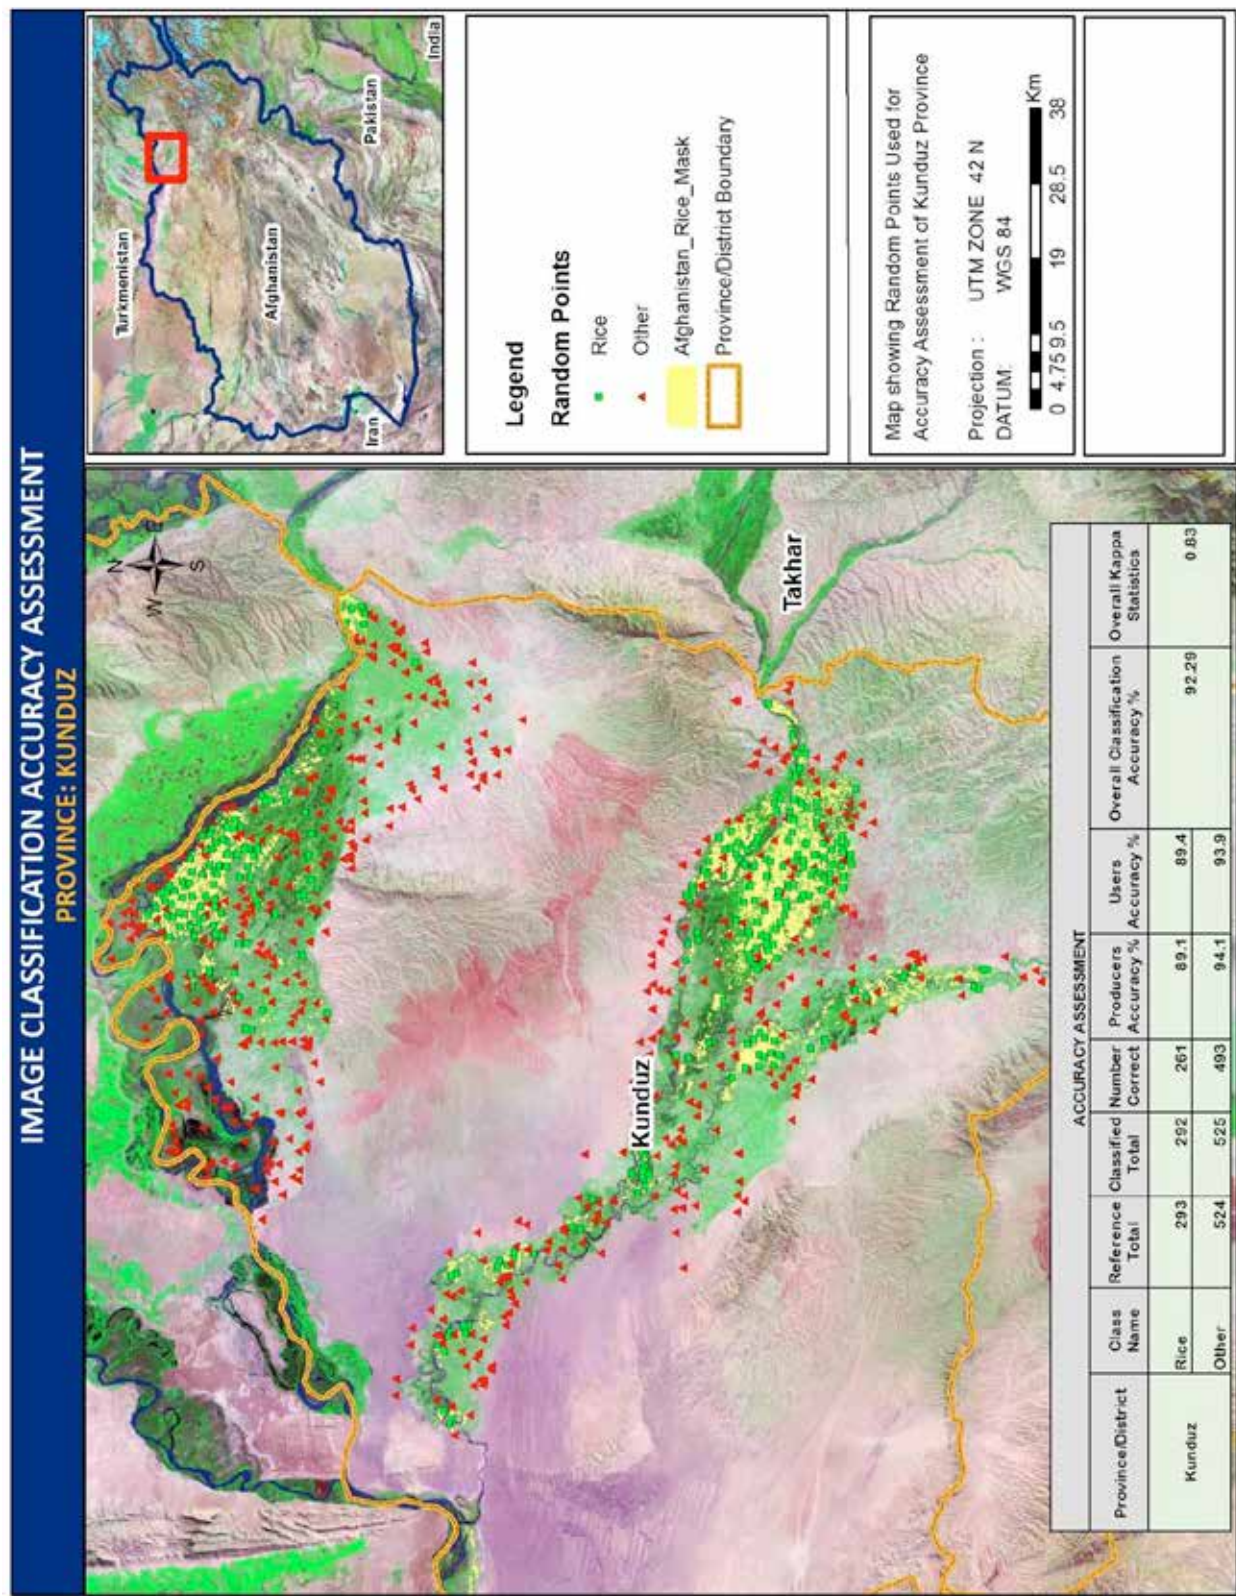 IMAGE CLASSIFICATION ACCURACY ASSESSMENT
PROVINCE: KUNDUZ
N
W E
S
Kunduz
Takhar
Turkmenistan
Afghanistan
Iran
Pakistan
India
Legend
Random Points
Rice
Other
Afghanistan_Rice_Mask
Province/District Boundary
Map showing Random Points Used for
Accuracy Assessment of Kunduz Province
Projection : UTM ZONE 42 N
DATUM: WGS 84
0 4.75 9.5 19 28.5 38
Km
ACCURACY ASSESSMENT
Province/District Class Name Reference Total Classified Total Number Correct Producers Accuracy % Users Accuracy % Overall Classification Accuracy % Overall Kappa Statistics
Kunduz Rice 293 292 261 89.1 89.4 92.29 0.83
Other 524 525 493 94.1 93.9